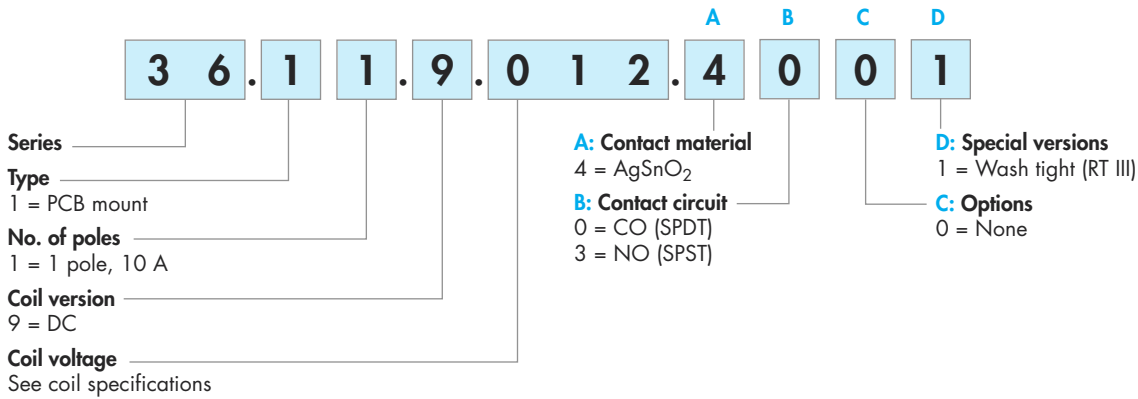 A B C D
3 6 . 1 1 . 9 . 0 1 2 . 4 0 0 1
Series
Type
1 = PCB mount
No. of poles
1 = 1 pole, 10 A
Coil version
9 = DC
Coil voltage
See coil specifications
A: Contact material
4 = AgSnO₂
B: Contact circuit
0 = CO (SPDT)
3 = NO (SPST)
D: Special versions
1 = Wash tight (RT III)
C: Options
0 = None